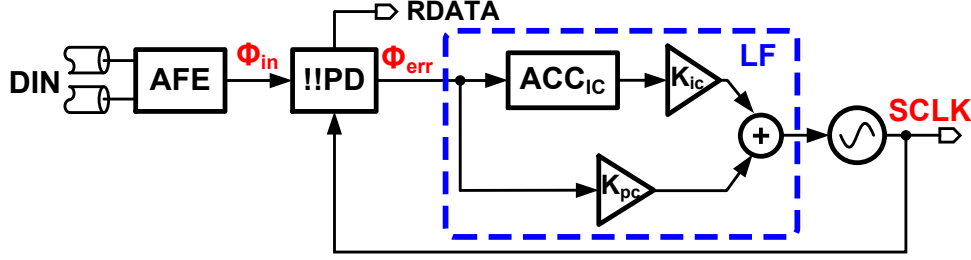 RDATA
DIN
AFE
Φin
!!PD
Φerr
LF
ACCIC
Kic
Kpc
+
SCLK